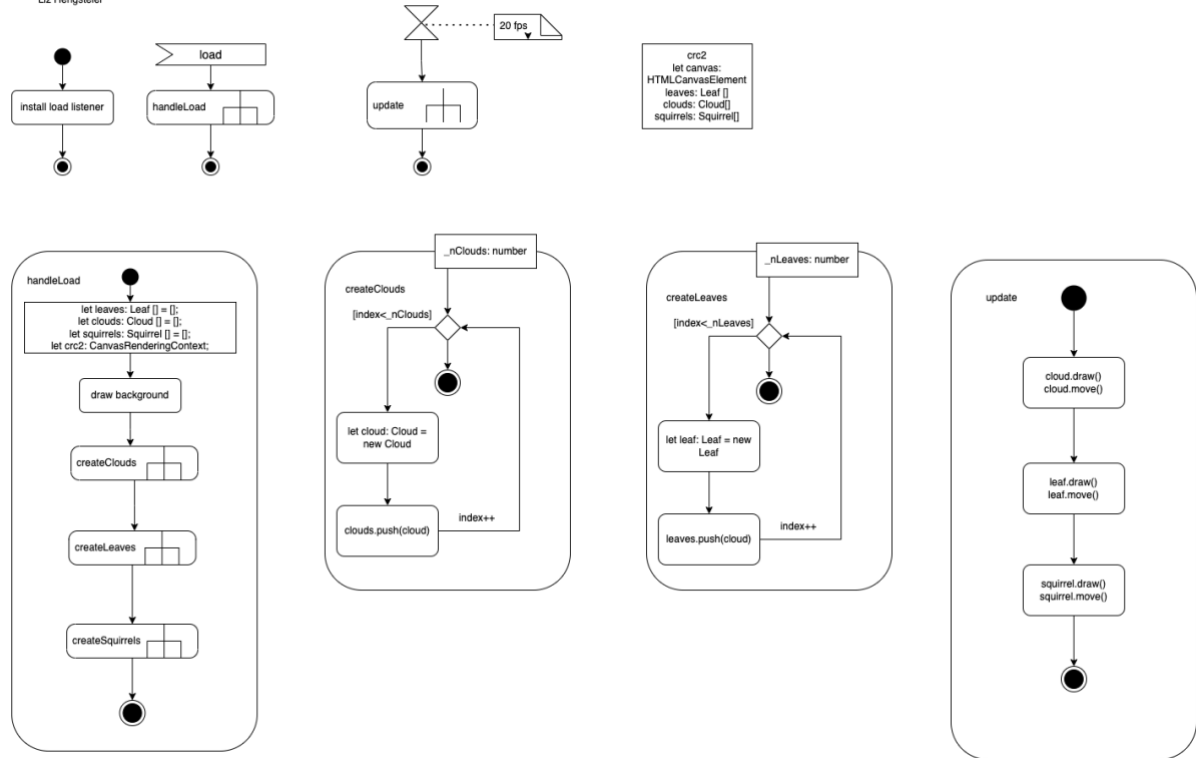 Liz Hengsteler
20 fps
load
install load listener
handleLoad
update
crc2
let canvas:
HTMLCanvasElement
leaves: Leaf []
clouds: Cloud[]
squirrels: Squirrel[]
handleLoad
let leaves: Leaf [] = [];
let clouds: Cloud [] = [];
let squirrels: Squirrel [] = [];
let crc2: CanvasRenderingContext;
draw background
createClouds
createLeaves
createSquirrels
_nClouds: number
createClouds
[index<_nClouds]
let cloud: Cloud =
new Cloud
clouds.push(cloud)
index++
_nLeaves: number
createLeaves
[index<_nLeaves]
let leaf: Leaf = new
Leaf
leaves.push(cloud)
index++
update
cloud.draw()
cloud.move()
leaf.draw()
leaf.move()
squirrel.draw()
squirrel.move()